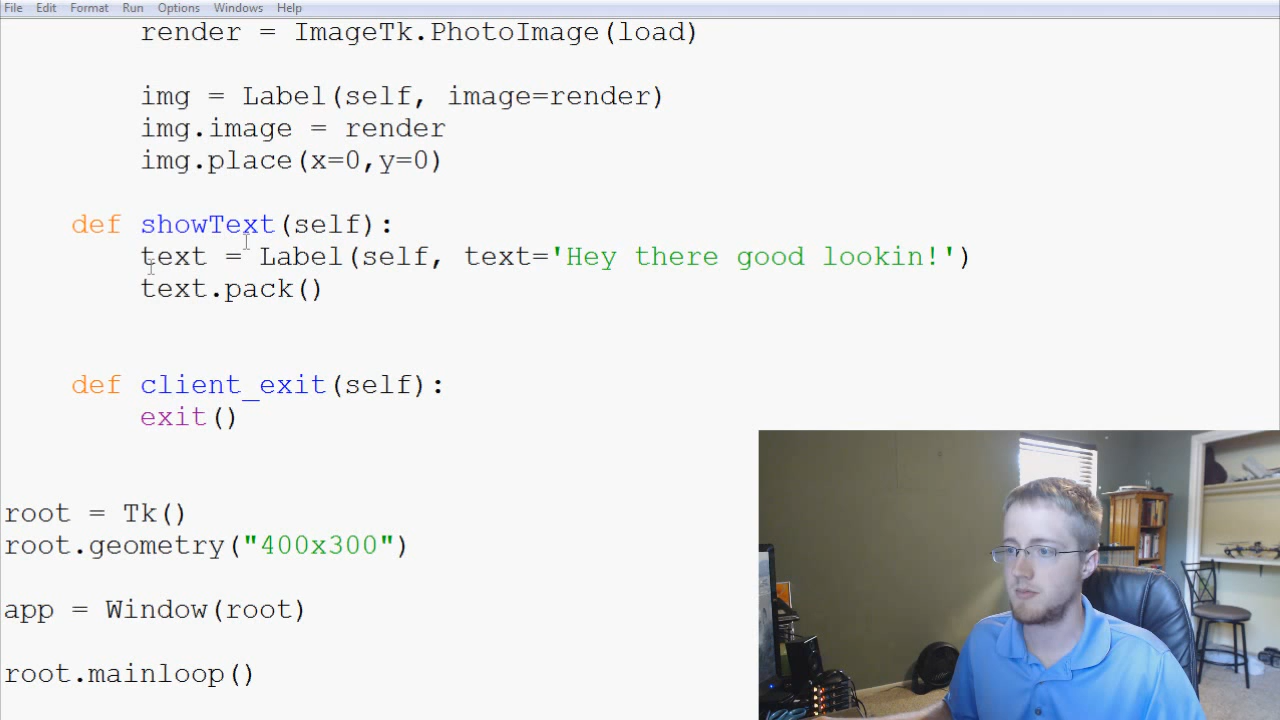 File Edit Format Run Options Windows Help
render = ImageTk.PhotoImage(load)
img = Label(self, image=render)
img.image = render
img.place(x=0,y=0)
def showText(self):
text = Label(self, text='Hey there good lookin!')
text.pack()
def client_exit(self):
exit()
root = Tk()
root.geometry("400x300")
app = Window(root)
root.mainloop()